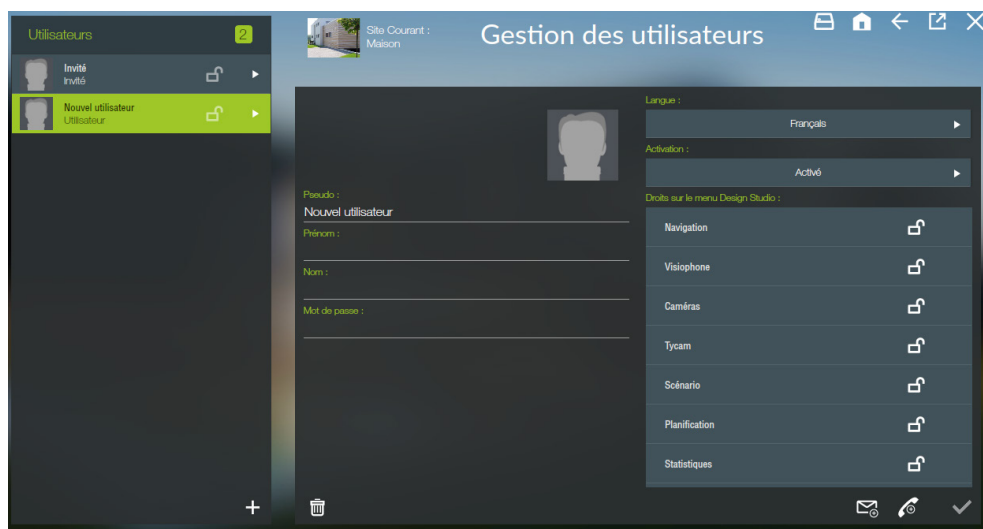 Utilisateurs
2
Invité
Invité
Nouvel utilisateur
Utilisateur
Site Courant :
Maison
Gestion des utilisateurs
Pseudo :
Nouvel utilisateur
Prénom :
Nom :
Mot de passe :
Langue :
Français
Activation :
Activé
Droits sur le menu Design Studio :
Navigation
Visiophone
Caméras
Tycam
Scénario
Planification
Statistiques